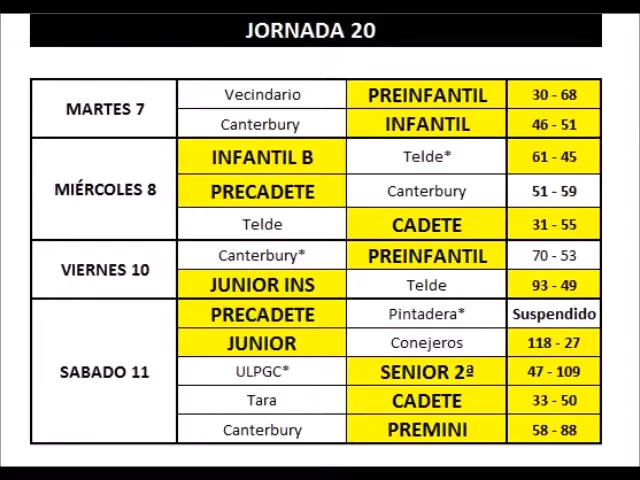 JORNADA 20
MARTES 7
Vecindario PREINFANTIL 30 - 68
Canterbury INFANTIL 46 - 51
MIÉRCOLES 8
INFANTIL B Telde* 61 - 45
PRECADETE Canterbury 51 - 59
Telde CADETE 31 - 55
VIERNES 10
Canterbury* PREINFANTIL 70 - 53
JUNIOR INS Telde 93 - 49
SABADO 11
PRECADETE Pintadera* Suspendido
JUNIOR Conejeros 118 - 27
ULPGC* SENIOR 2ª 47 - 109
Tara CADETE 33 - 50
Canterbury PREMINI 58 - 88